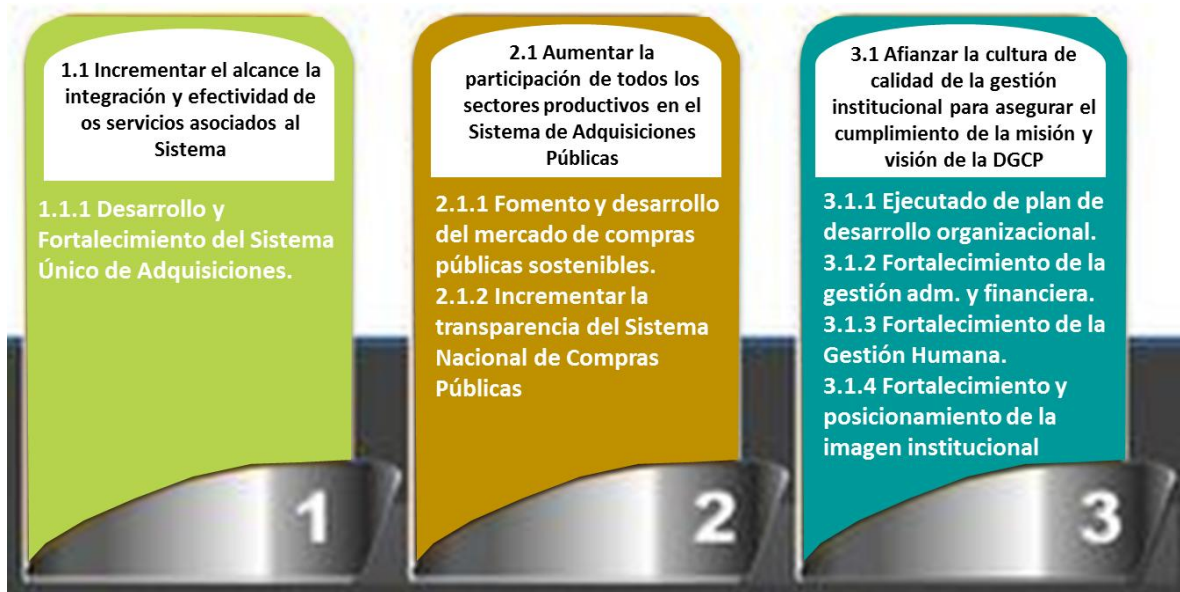 1.1 Incrementar el alcance la
integración y efectividad de
os servicios asociados al
Sistema
1.1.1 Desarrollo y
Fortalecimiento del Sistema
Único de Adquisiciones.
1
2.1 Aumentar la
participación de todos los
sectores productivos en el
Sistema de Adquisiciones
Públicas
2.1.1 Fomento y desarrollo
del mercado de compras
públicas sostenibles.
2.1.2 Incrementar la
transparencia del Sistema
Nacional de Compras
Públicas
2
3.1 Afianzar la cultura de
calidad de la gestión
institucional para asegurar el
cumplimiento de la misión y
visión de la DGCP
3.1.1 Ejecutado de plan de
desarrollo organizacional.
3.1.2 Fortalecimiento de la
gestión adm. y financiera.
3.1.3 Fortalecimiento de la
Gestión Humana.
3.1.4 Fortalecimiento y
posicionamiento de la
imagen institucional
3